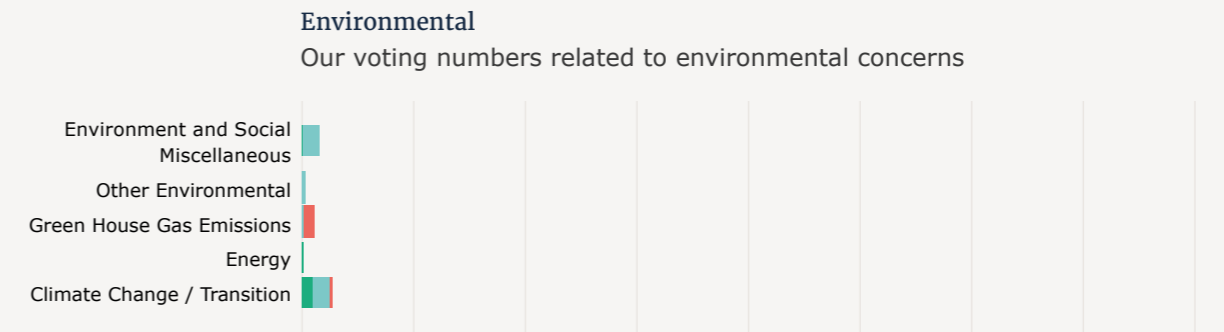 Environmental
Our voting numbers related to environmental concerns
Environment and Social
Miscellaneous
Other Environmental
Green House Gas Emissions
Energy
Climate Change / Transition